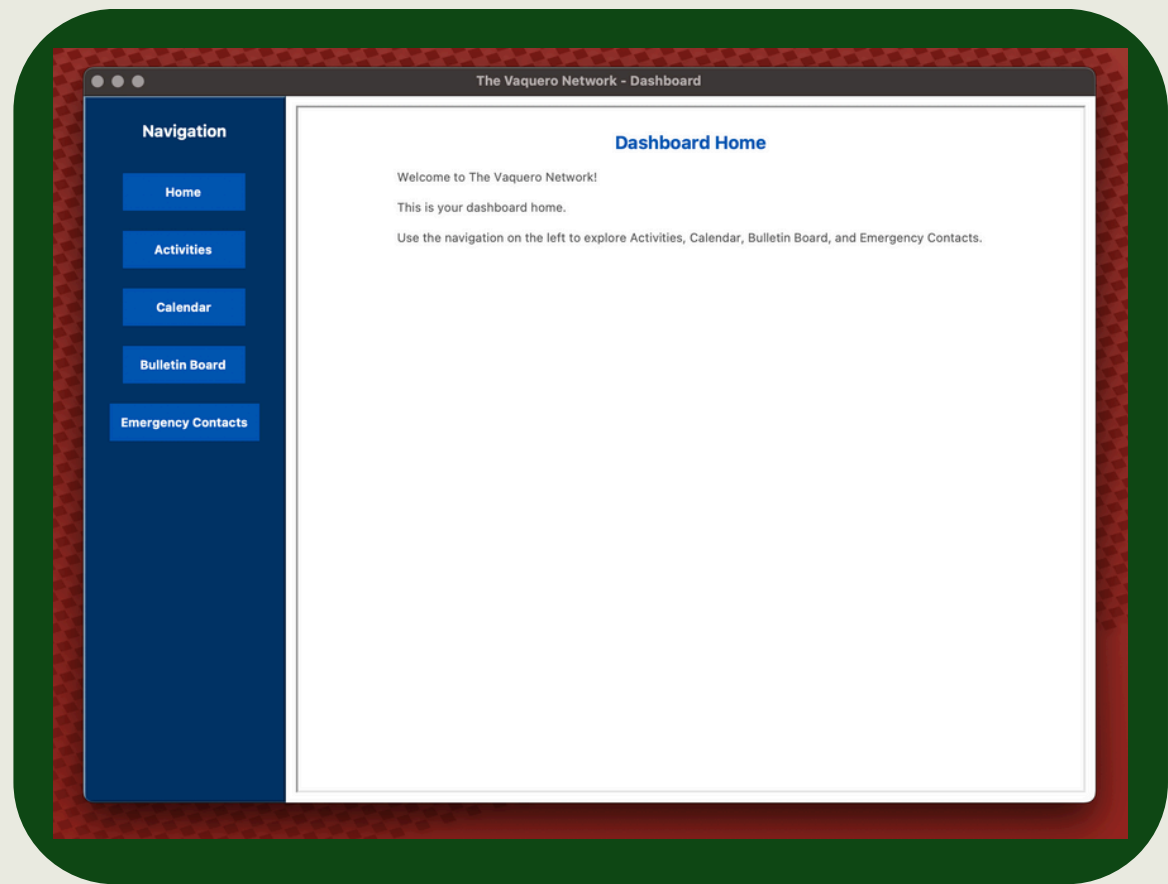 The Vaquero Network - Dashboard
Navigation
Home
Activities
Calendar
Bulletin Board
Emergency Contacts
Dashboard Home
Welcome to The Vaquero Network!
This is your dashboard home.
Use the navigation on the left to explore Activities, Calendar, Bulletin Board, and Emergency Contacts.